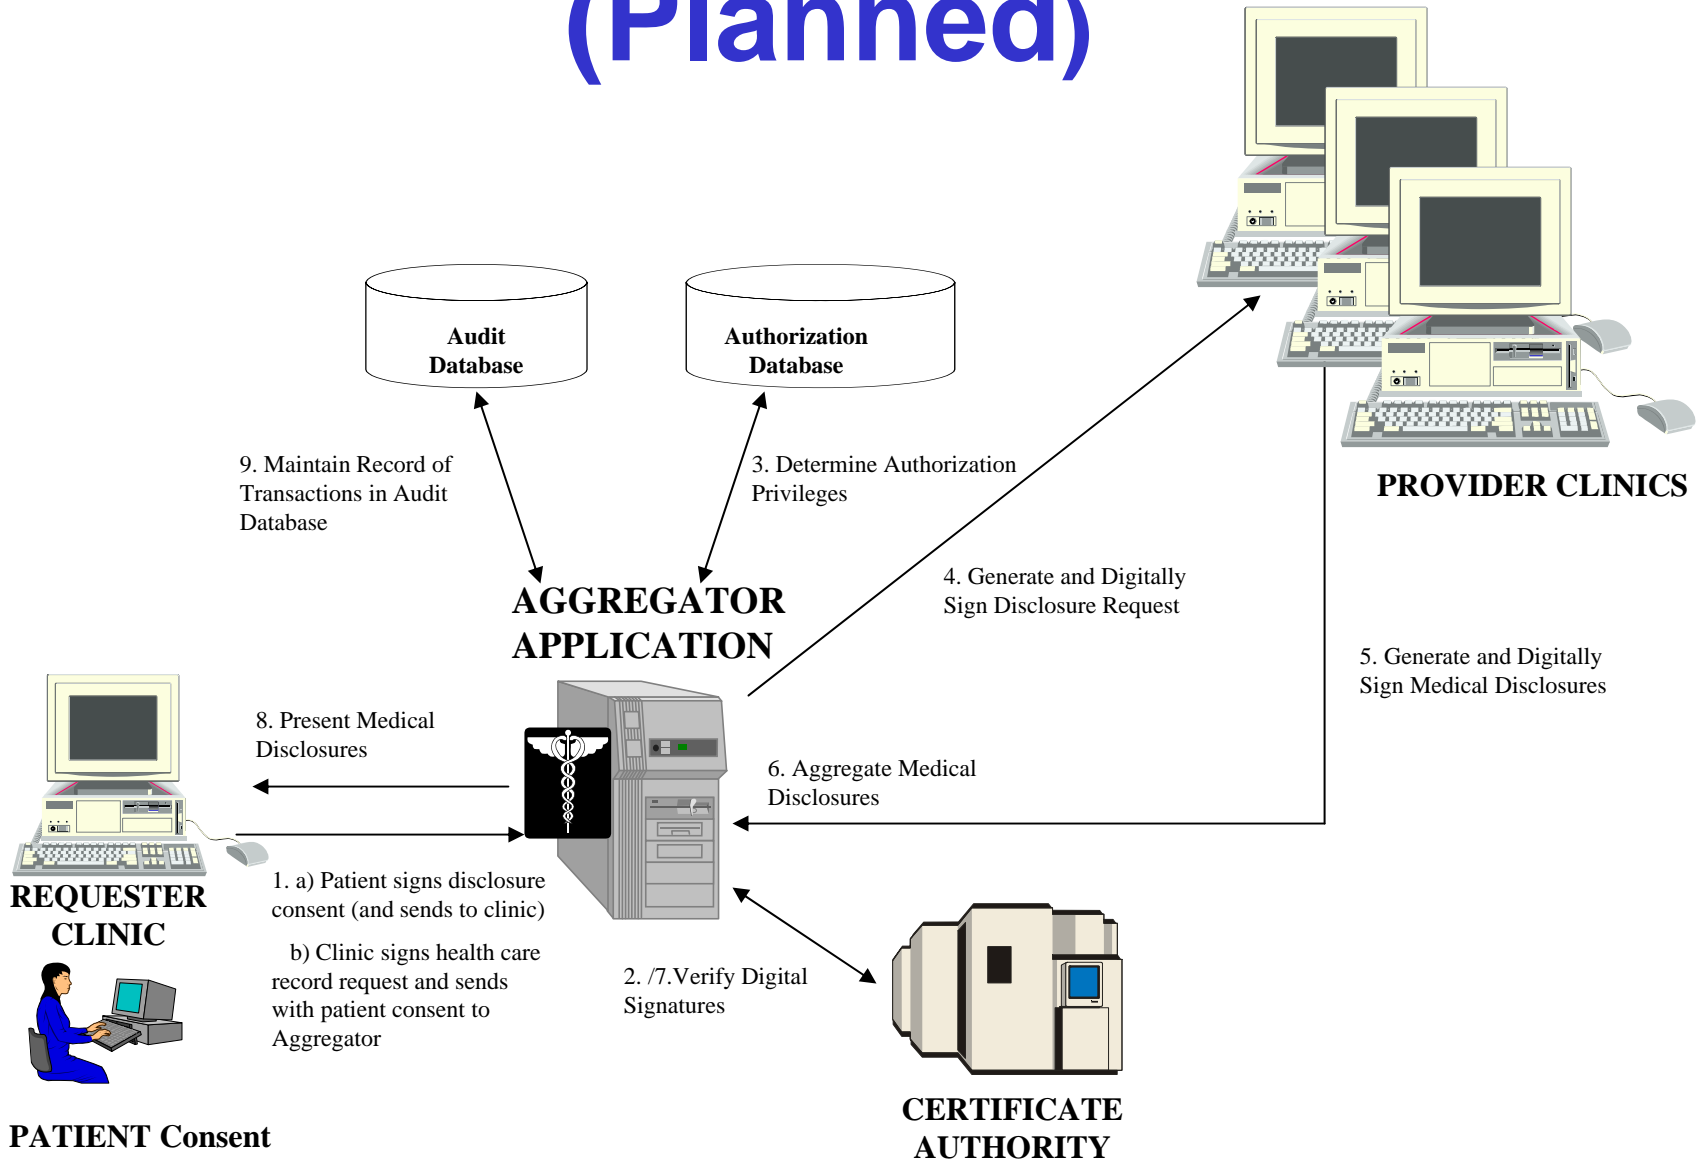 (Planned)
Audit
Database
Authorization
Database
9. Maintain Record of
Transactions in Audit
Database
3. Determine Authorization
Privileges
PROVIDER CLINICS
4. Generate and Digitally
Sign Disclosure Request
AGGREGATOR
APPLICATION
5. Generate and Digitally
Sign Medical Disclosures
8. Present Medical
Disclosures
6. Aggregate Medical
Disclosures
REQUESTER
CLINIC
1. a) Patient signs disclosure
consent (and sends to clinic)
b) Clinic signs health care
record request and sends
with patient consent to
Aggregator
2. /7.Verify Digital
Signatures
CERTIFICATE
AUTHORITY
PATIENT Consent